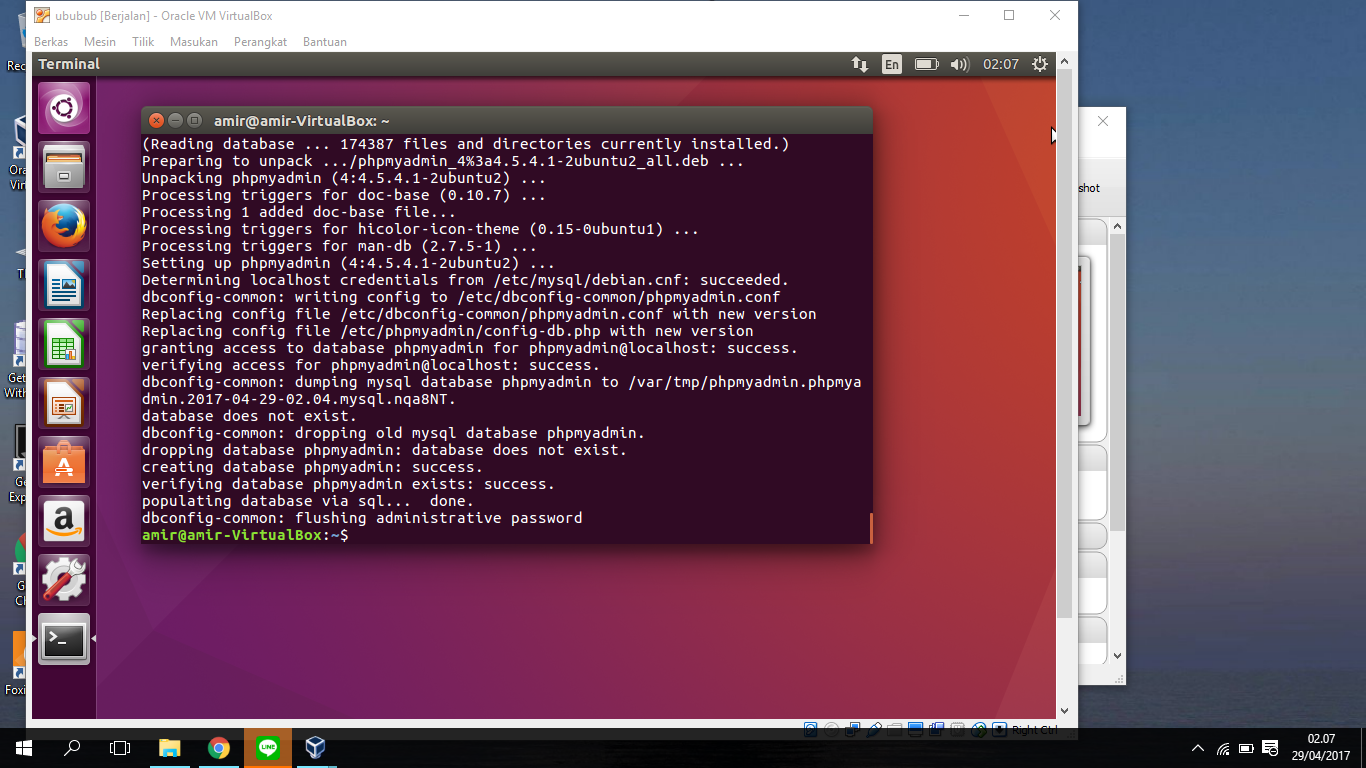 ububub [Berjalan] - Oracle VM VirtualBox
Berkas Mesin Tilik Masukan Perangkat Bantuan
Terminal En 02:07
amir@amir-VirtualBox: ~
(Reading database ... 174387 files and directories currently installed.)
Preparing to unpack .../phpmyadmin_4%3a4.5.4.1-2ubuntu2_all.deb ...
Unpacking phpmyadmin (4:4.5.4.1-2ubuntu2) ...
Processing triggers for doc-base (0.10.7) ...
Processing 1 added doc-base file...
Processing triggers for hicolor-icon-theme (0.15-0ubuntu1) ...
Processing triggers for man-db (2.7.5-1) ...
Setting up phpmyadmin (4:4.5.4.1-2ubuntu2) ...
Determining localhost credentials from /etc/mysql/debian.cnf: succeeded.
dbconfig-common: writing config to /etc/dbconfig-common/phpmyadmin.conf
Replacing config file /etc/dbconfig-common/phpmyadmin.conf with new version
Replacing config file /etc/phpmyadmin/config-db.php with new version
granting access to database phpmyadmin for phpmyadmin@localhost: success.
verifying access for phpmyadmin@localhost: success.
dbconfig-common: dumping mysql database phpmyadmin to /var/tmp/phpmyadmin.phpmya
dmin.2017-04-29-02.04.mysql.nqa8NT.
database does not exist.
dbconfig-common: dropping old mysql database phpmyadmin.
dropping database phpmyadmin: database does not exist.
creating database phpmyadmin: success.
verifying database phpmyadmin exists: success.
populating database via sql...  done.
dbconfig-common: flushing administrative password
amir@amir-VirtualBox:~$
Right Ctrl
LINE
02.07
29/04/2017